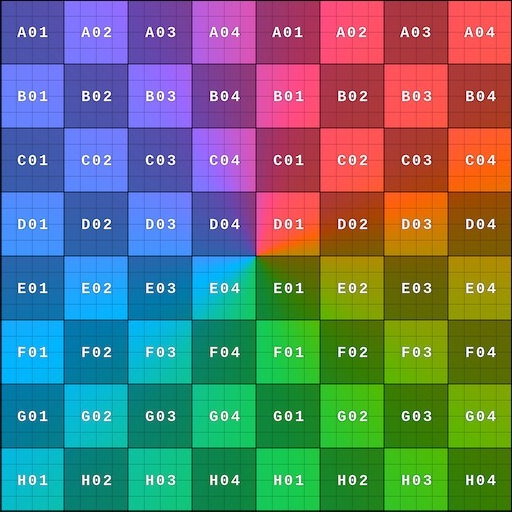 A01 A02 A03 A04 A01 A02 A03 A04
B01 B02 B03 B04 B01 B02 B03 B04
C01 C02 C03 C04 C01 C02 C03 C04
D01 D02 D03 D04 D01 D02 D03 D04
E01 E02 E03 E04 E01 E02 E03 E04
F01 F02 F03 F04 F01 F02 F03 F04
G01 G02 G03 G04 G01 G02 G03 G04
H01 H02 H03 H04 H01 H02 H03 H04